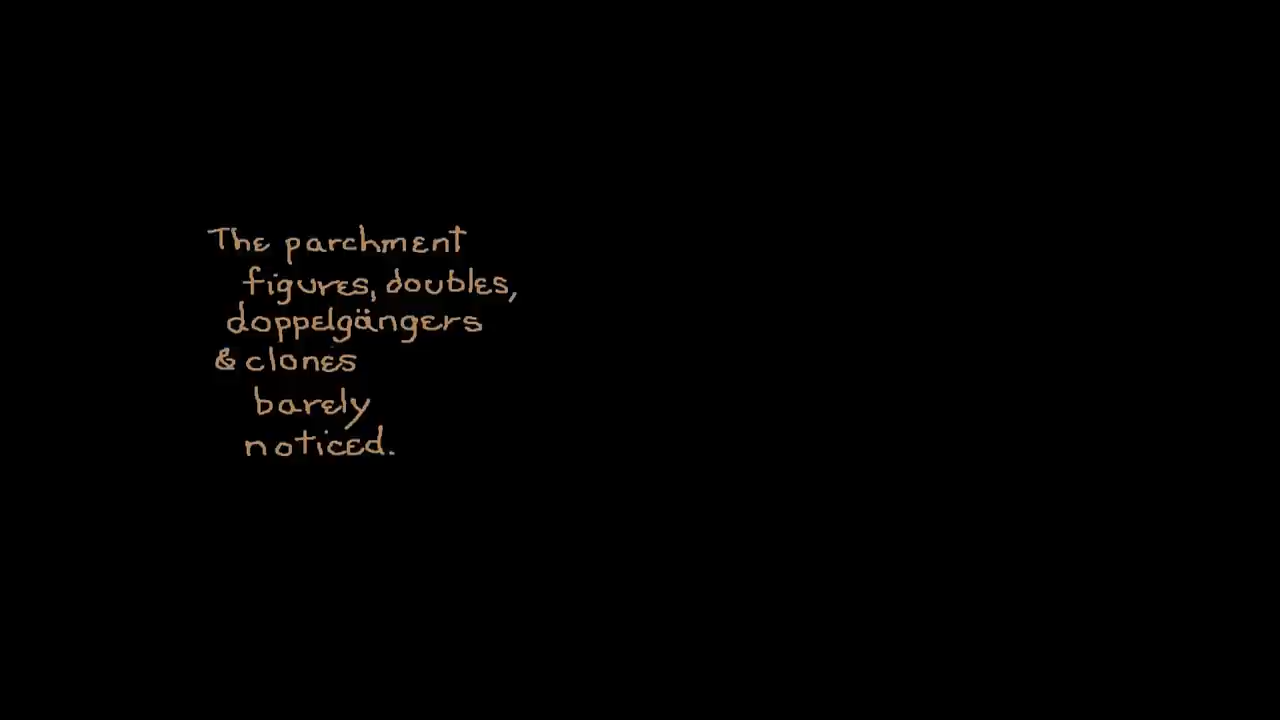 The parchment
figures, doubles,
doppelgängers
& clones
barely
noticed.